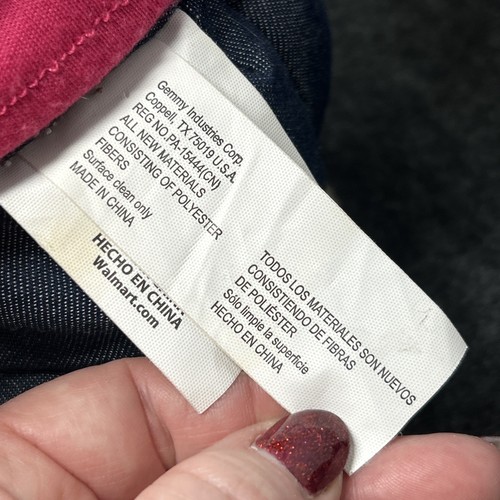 Gemmy Industries Corp.
Coppell, TX 75019 U.S.A.
REG NO.PA-15444(CN)
ALL NEW MATERIALS
CONSISTING OF POLYESTER
FIBERS
Surface clean only
MADE IN CHINA
TODOS LOS MATERIALES SON NUEVOS
CONSISTIENDO DE FIBRAS
DE POLIÉSTER
Sólo limpie la superficie
HECHO EN CHINA
HECHO EN CHINA
Walmart.com